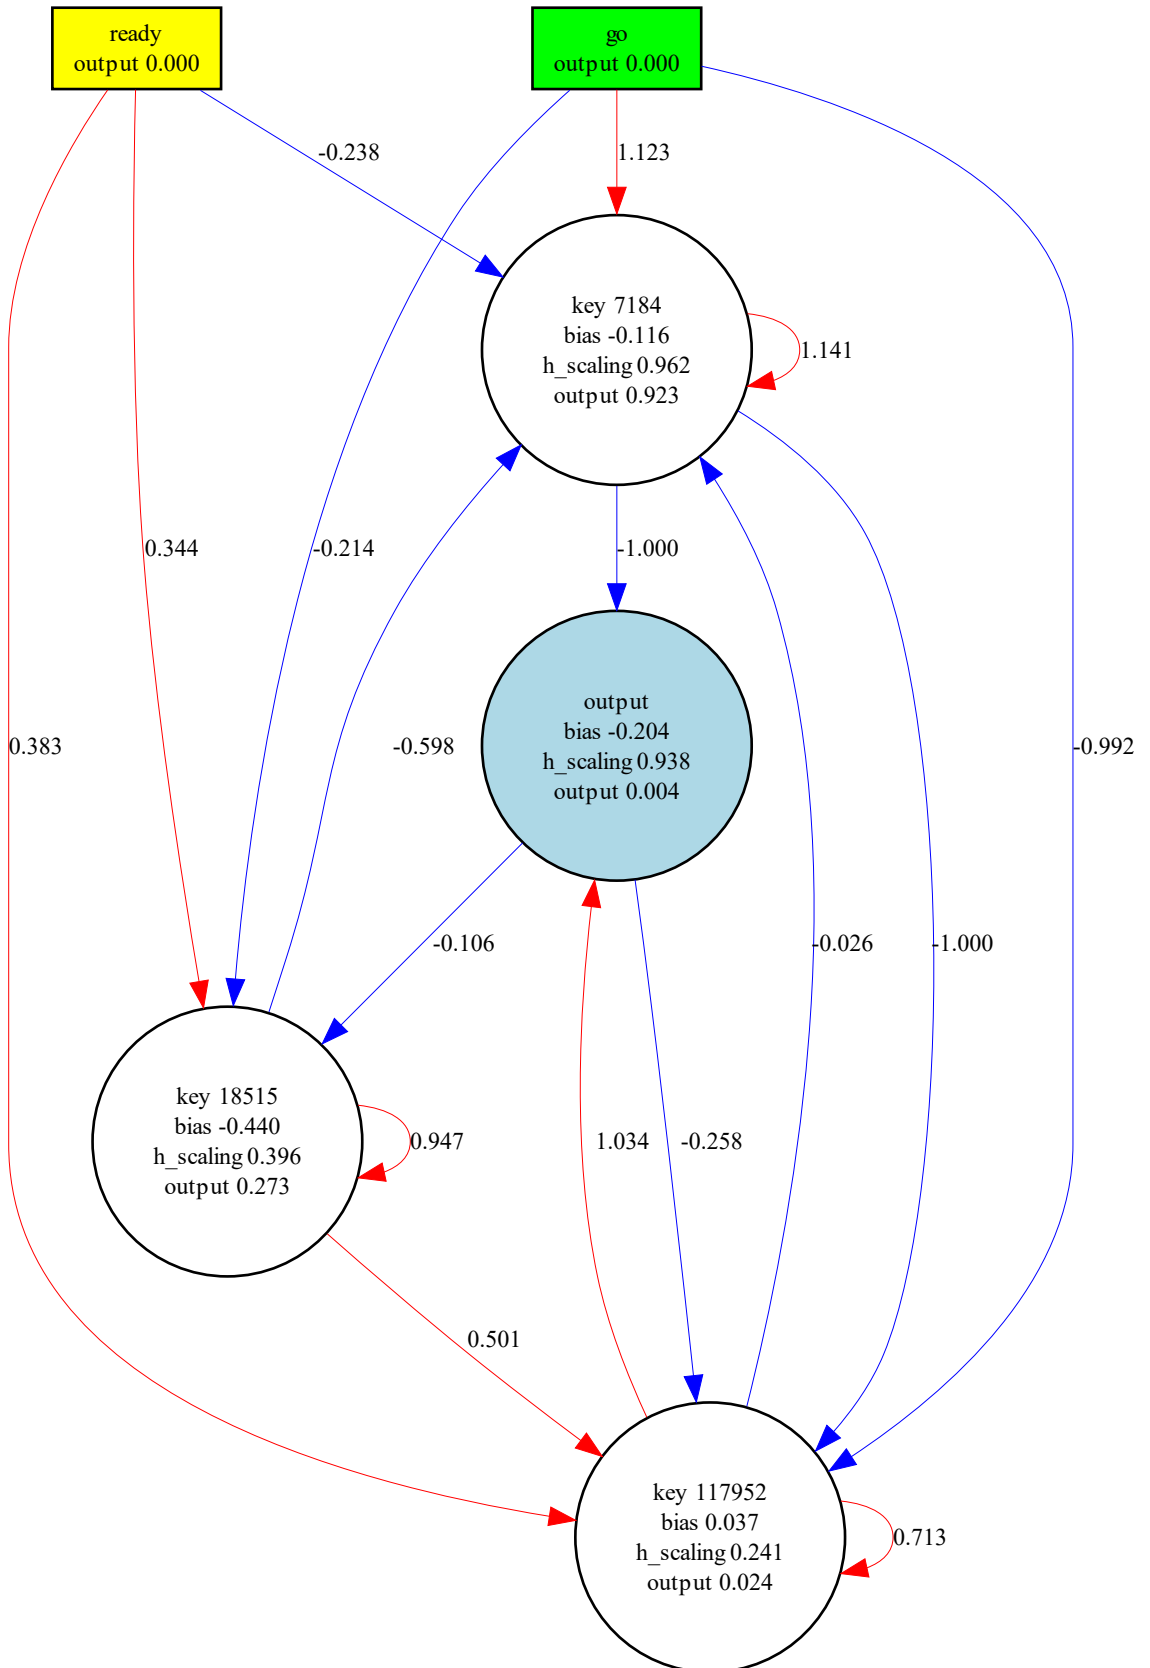 ready
output 0.000
go
output 0.000
-0.238
1.123
key 7184
bias -0.116
h_scaling 0.962
output 0.923
1.141
0.344
-0.214
-1.000
0.383
-0.598
output
bias -0.204
h_scaling 0.938
output 0.004
-0.992
-0.106
-0.026
-1.000
key 18515
bias -0.440
h_scaling 0.396
output 0.273
0.947
1.034
-0.258
0.501
key 117952
bias 0.037
h_scaling 0.241
output 0.024
0.713